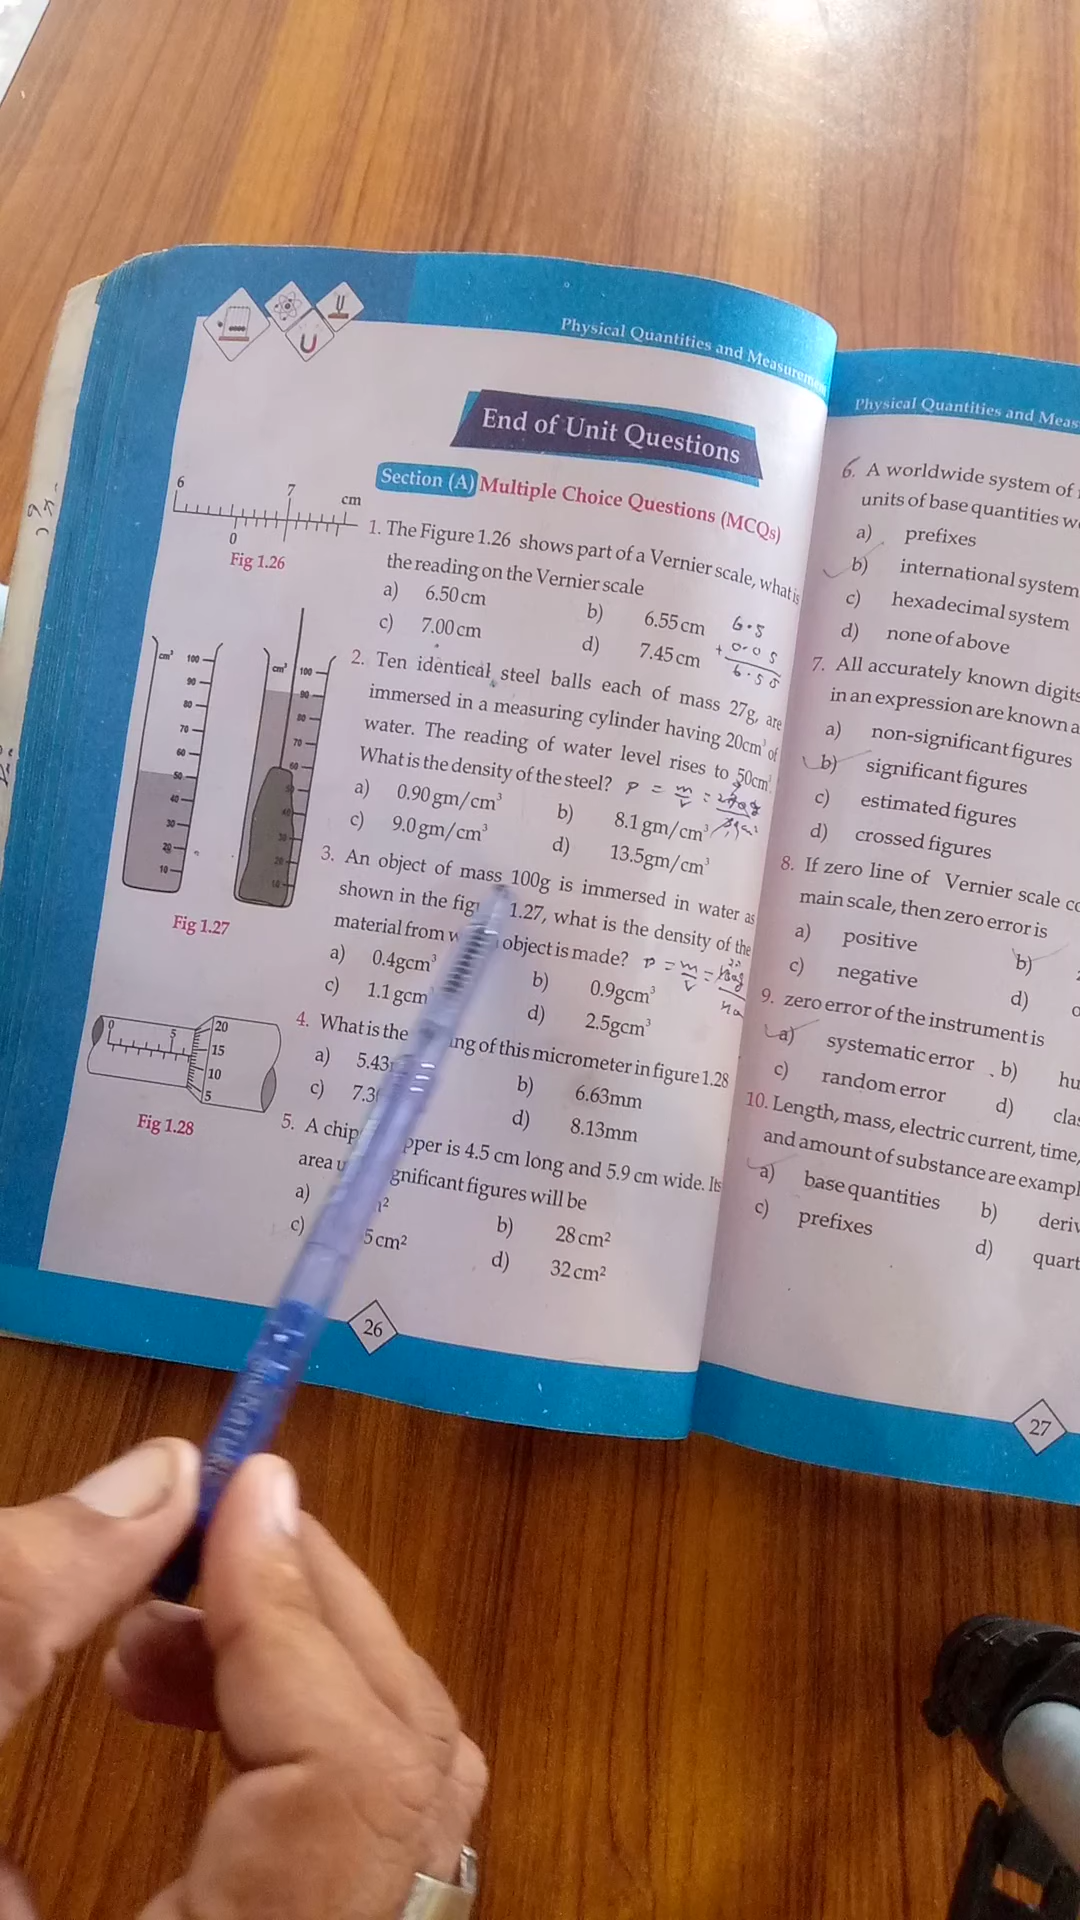 Physical Quantities and Measurem
End of Unit Questions
Section (A) Multiple Choice Questions (MCQs)
6 7 cm
0
Fig 1.26
1. The Figure 1.26 shows part of a Vernier scale, what is
the reading on the Vernier scale
a) 6.50 cm b) 6.55 cm
c) 7.00 cm d) 7.45 cm
6.5
+ 0.05
6.55
2. Ten identical steel balls each of mass 27g, are
immersed in a measuring cylinder having 20cm³ of
water. The reading of water level rises to 50cm³
What is the density of the steel?
a) 0.90 gm/cm³ b) 8.1 gm/cm³
c) 9.0 gm/cm³ d) 13.5gm/cm³
cm³ 100
90
80
70
60
50
40
30
20
10
cm³ 100
90
80
70
60
50
40
30
20
10
Fig 1.27
3. An object of mass 100g is immersed in water as
shown in the fig 1.27, what is the density of the
material from object is made?
a) 0.4gcm³ b) 0.9gcm³
c) 1.1 gcm d) 2.5gcm³
0 5 20
15
10
5
Fig 1.28
4. What is the ing of this micrometer in figure 1.28
a) 5.43 b) 6.63mm
c) 7.3 d) 8.13mm
5. A chip pper is 4.5 cm long and 5.9 cm wide. Its
area u gnificant figures will be
a) b) 28 cm²
c) 5 cm² d) 32 cm²
26
Physical Quantities and Meas
6. A worldwide system of
units of base quantities w
a) prefixes
b) international system
c) hexadecimal system
d) none of above
7. All accurately known digits
in an expression are known a
a) non-significant figures
b) significant figures
c) estimated figures
d) crossed figures
8. If zero line of Vernier scale co
main scale, then zero error is
a) positive b)
c) negative d)
9. zero error of the instrument is
a) systematic error b) hu
c) random error d) clas
10. Length, mass, electric current, time,
and amount of substance are exampl
a) base quantities b) deriv
c) prefixes d) quart
27